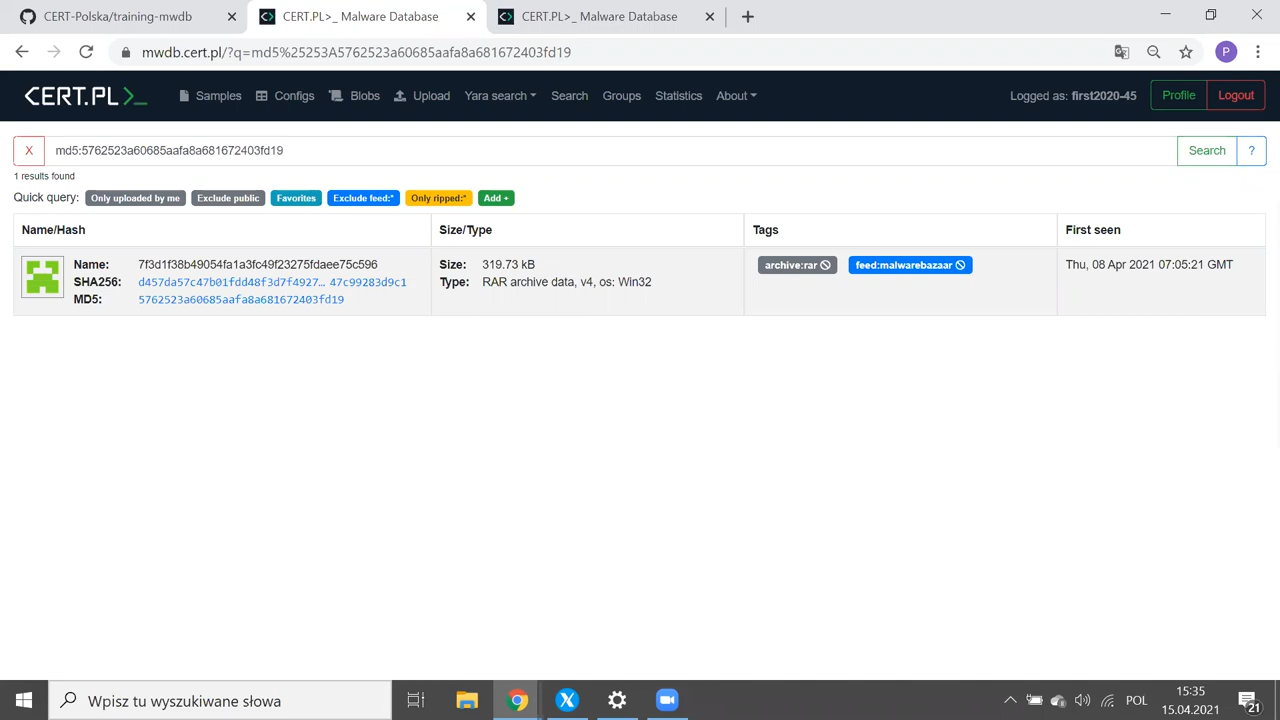 CERT-Polska/training-mwdb
CERT.PL>_ Malware Database
CERT.PL>_ Malware Database
mwdb.cert.pl/?q=md5%25253A5762523a60685aafa8a681672403fd19
P
CERT.PL>_
Samples
Configs
Blobs
Upload
Yara search
Search
Groups
Statistics
About
Logged as: first2020-45
Profile
Logout
X
md5:5762523a60685aafa8a681672403fd19
Search
?
1 results found
Quick query: Only uploaded by me Exclude public Favorites Exclude feed:* Only ripped:* Add +
Name/Hash
Size/Type
Tags
First seen
Name: 7f3d1f38b49054fa1a3fc49f23275fdaee75c596
SHA256: d457da57c47b01fdd48f3d7f4927… 47c99283d9c1
MD5: 5762523a60685aafa8a681672403fd19
Size: 319.73 kB
Type: RAR archive data, v4, os: Win32
archive:rar
feed:malwarebazaar
Thu, 08 Apr 2021 07:05:21 GMT
Wpisz tu wyszukiwane słowa
POL
15:35
15.04.2021
21